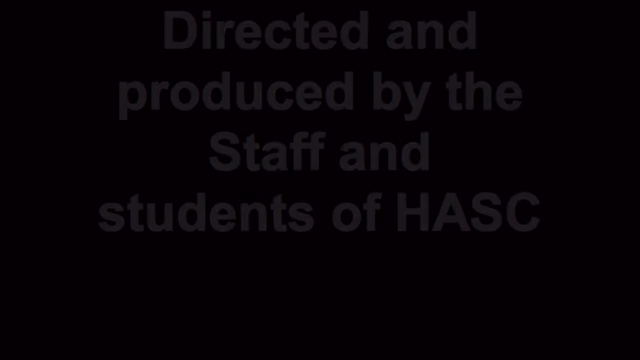 Directed and
produced by the
Staff and
students of HASC